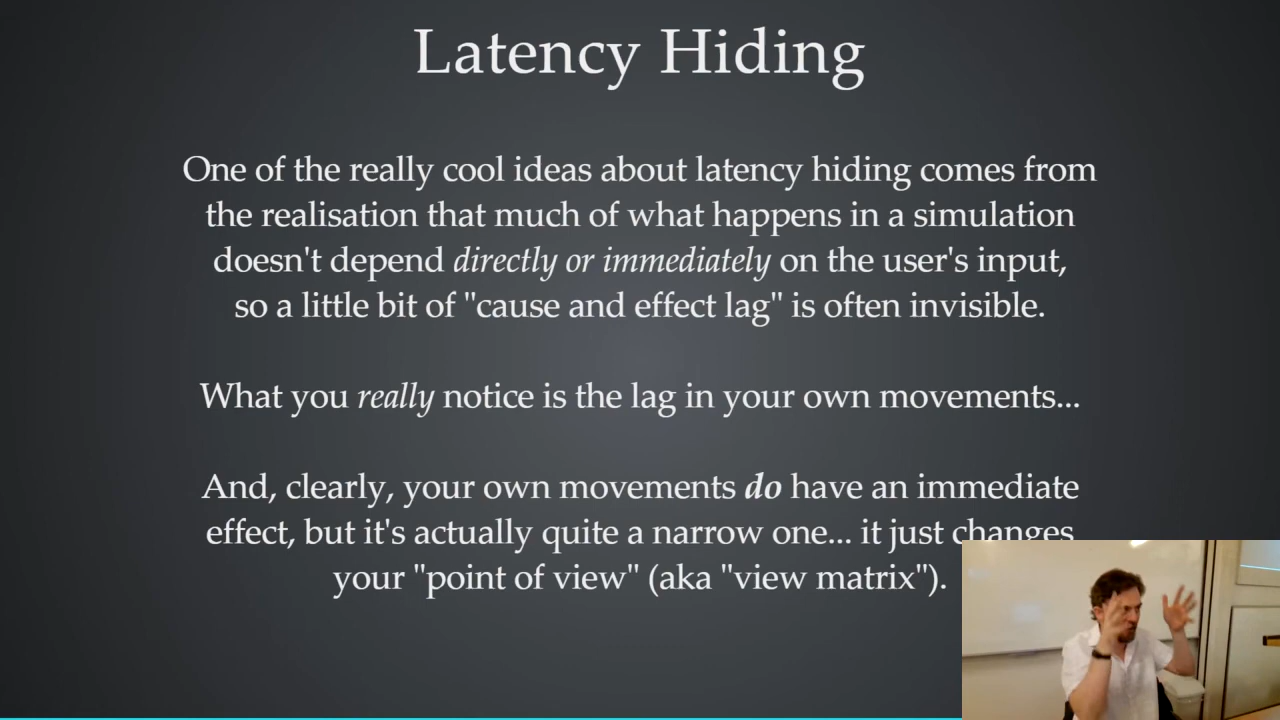 Latency Hiding
One of the really cool ideas about latency hiding comes from
the realisation that much of what happens in a simulation
doesn't depend directly or immediately on the user's input,
so a little bit of "cause and effect lag" is often invisible.
What you really notice is the lag in your own movements...
And, clearly, your own movements do have an immediate
effect, but it's actually quite a narrow one... it just changes
your "point of view" (aka "view matrix").